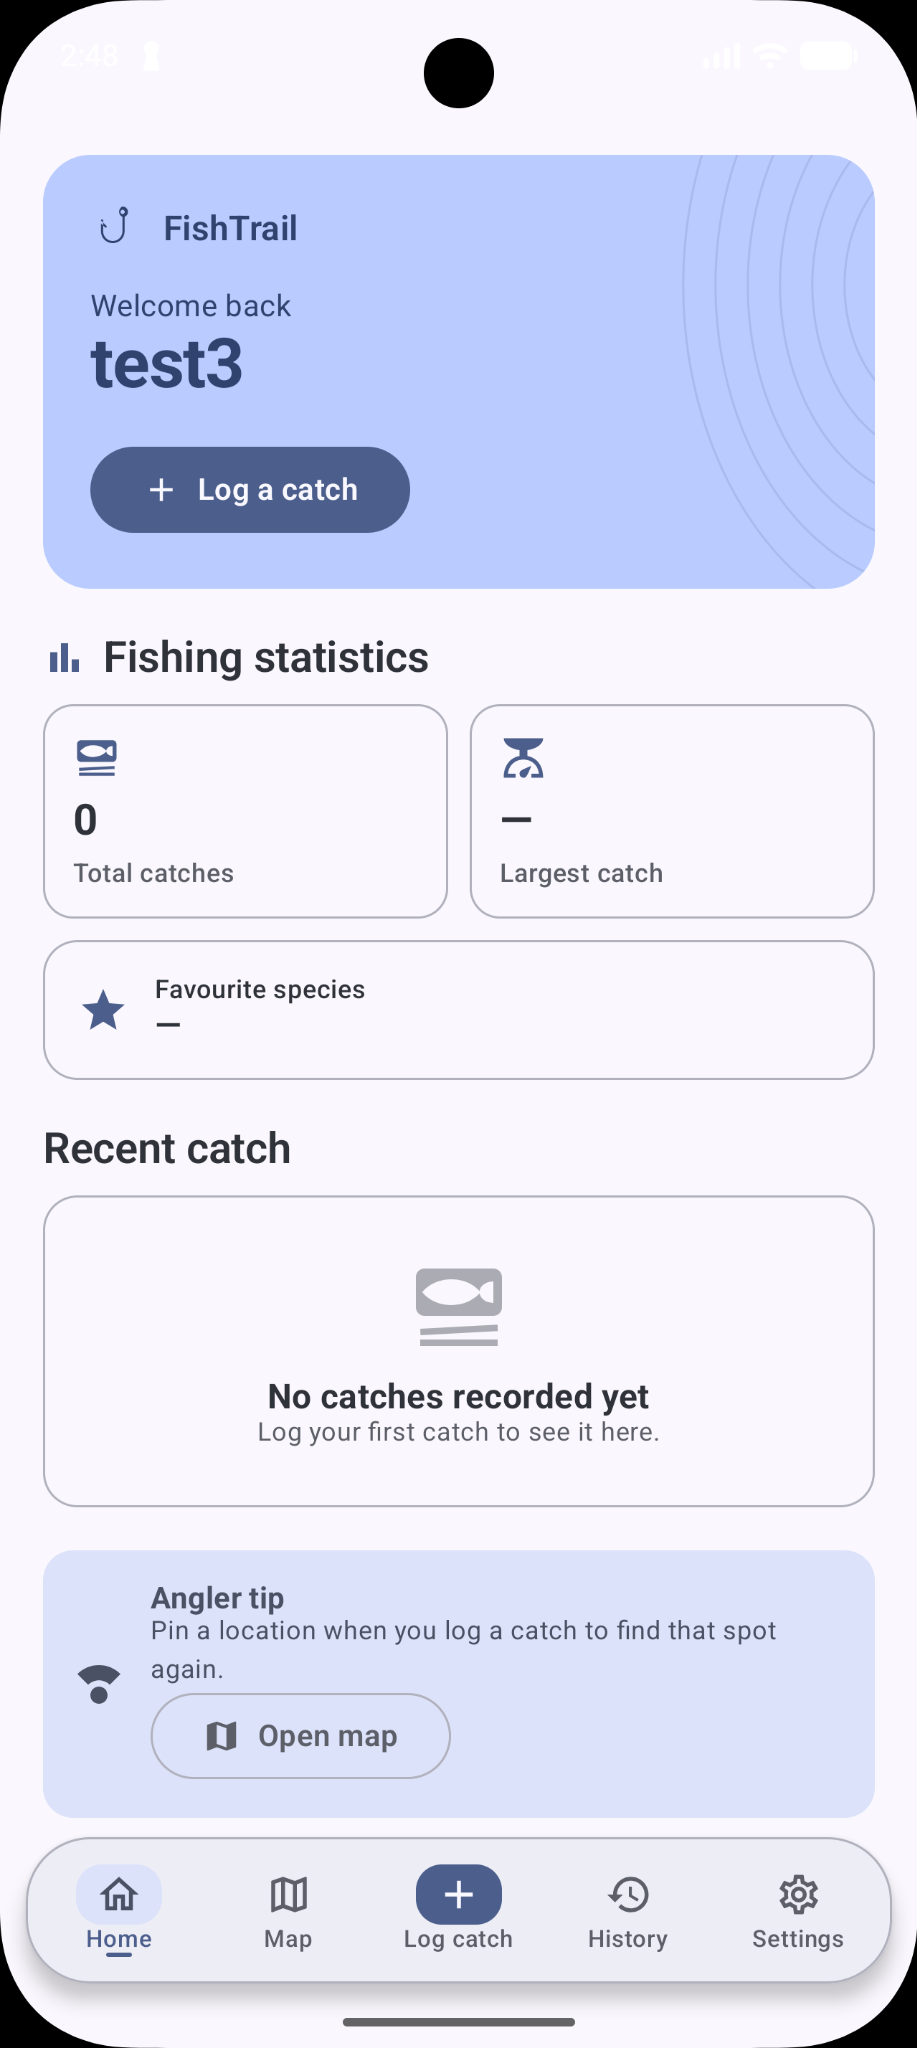 2:48
FishTrail
Welcome back
test3
Log a catch
Fishing statistics
0
Total catches
—
Largest catch
Favourite species
—
Recent catch
No catches recorded yet
Log your first catch to see it here.
Angler tip
Pin a location when you log a catch to find that spot
again.
Open map
Home
Map
Log catch
History
Settings